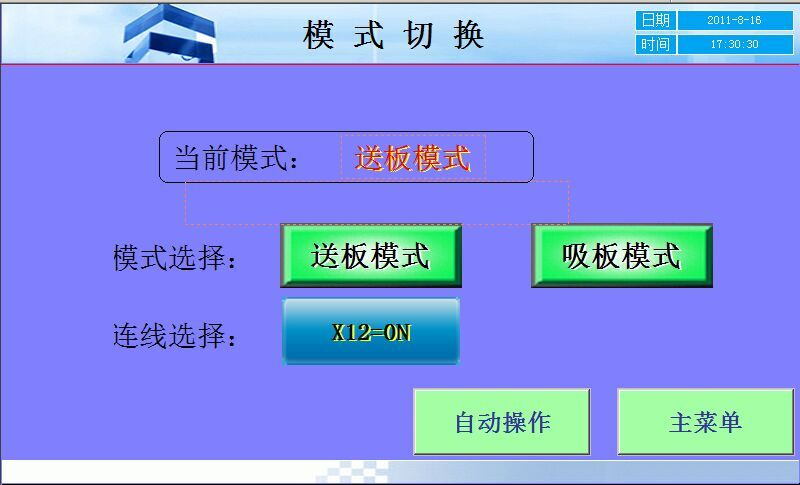 模式切换
日期 2011-8-16
时间 17:30:30
当前模式： 送板模式
模式选择： 送板模式 吸板模式
连线选择： X12=ON
自动操作 主菜单